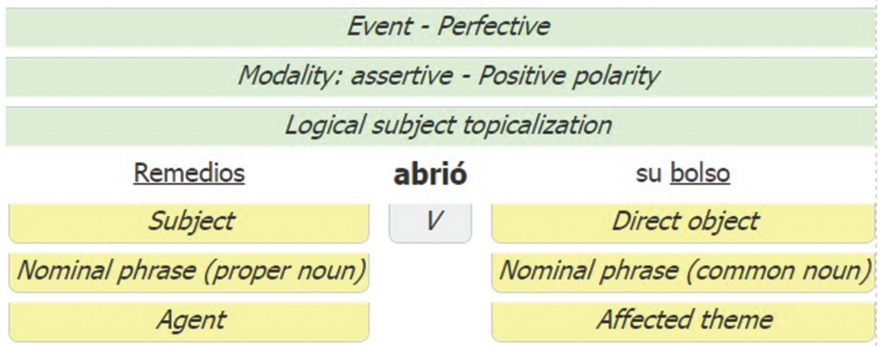 Event - Perfective
Modality: assertive - Positive polarity
Logical subject topicalization
Remedios abrió su bolso
Subject V Direct object
Nominal phrase (proper noun) Nominal phrase (common noun)
Agent Affected theme